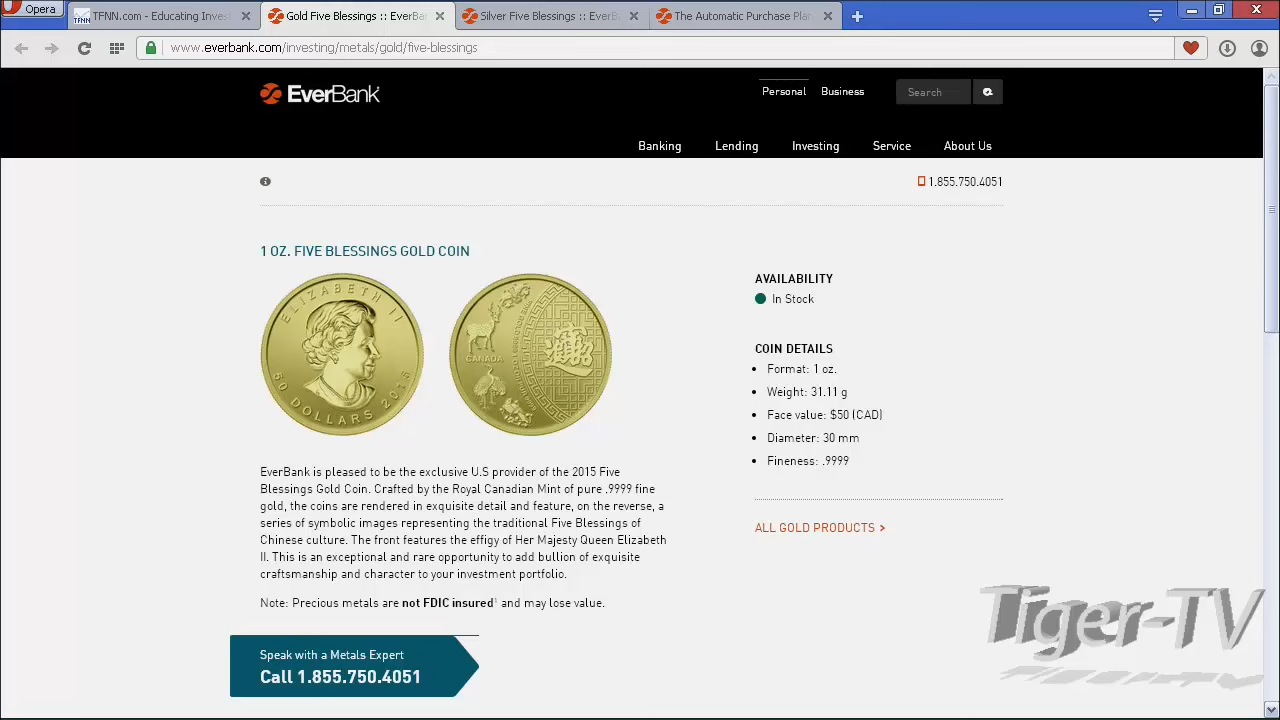 Opera
TFNN.com - Educating Invest
Gold Five Blessings :: EverBan
Silver Five Blessings :: EverB
The Automatic Purchase Plan
www.everbank.com/investing/metals/gold/five-blessings
EverBank
Personal
Business
Search
Banking
Lending
Investing
Service
About Us
1.855.750.4051
1 OZ. FIVE BLESSINGS GOLD COIN
ELIZABETH II
50 DOLLARS 2015
CANADA
AVAILABILITY
In Stock
COIN DETAILS
Format: 1 oz.
Weight: 31.11 g
Face value: $50 (CAD)
Diameter: 30 mm
Fineness: .9999
ALL GOLD PRODUCTS >
EverBank is pleased to be the exclusive U.S provider of the 2015 Five
Blessings Gold Coin. Crafted by the Royal Canadian Mint of pure .9999 fine
gold, the coins are rendered in exquisite detail and feature, on the reverse, a
series of symbolic images representing the traditional Five Blessings of
Chinese culture. The front features the effigy of Her Majesty Queen Elizabeth
II. This is an exceptional and rare opportunity to add bullion of exquisite
craftsmanship and character to your investment portfolio.
Note: Precious metals are not FDIC insured¹ and may lose value.
Speak with a Metals Expert
Call 1.855.750.4051
Tiger-TV